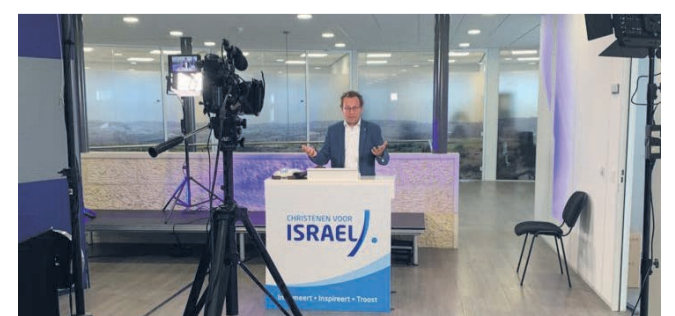 CHRISTENEN VOOR
ISRAEL
Informeert • Inspireert • Troost